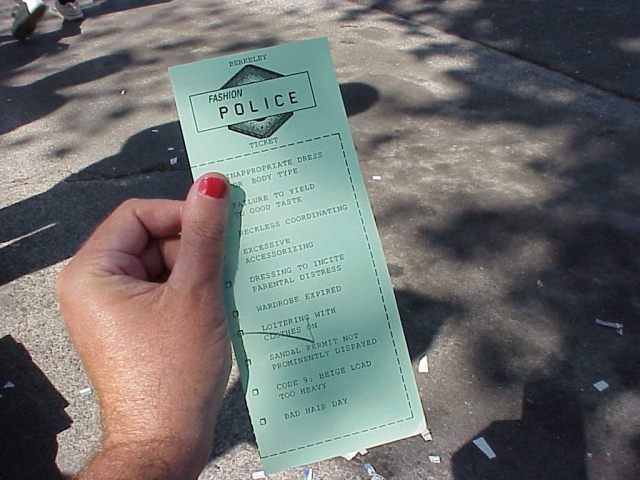 BERKELEY
FASHION
POLICE
TICKET
INAPPROPRIATE DRESS
FOR BODY TYPE
FAILURE TO YIELD
TO GOOD TASTE
RECKLESS COORDINATING
EXCESSIVE
ACCESSORIZING
DRESSING TO INCITE
PARENTAL DISTRESS
WARDROBE EXPIRED
LOITERING WITH
CLOTHES ON
SANDAL PERMIT NOT
PROMINENTLY DISPAYED
CODE 9: BEIGE LOAD
TOO HEAVY
BAD HAIR DAY